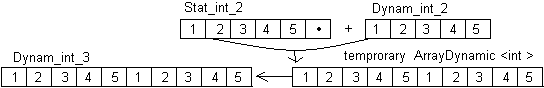 Stat_int_2 Dynam_int_2
1 2 3 4 5 • + 1 2 3 4 5
Dynam_int_3 temprorary ArrayDynamic <int >
1 2 3 4 5 1 2 3 4 5 1 2 3 4 5 1 2 3 4 5